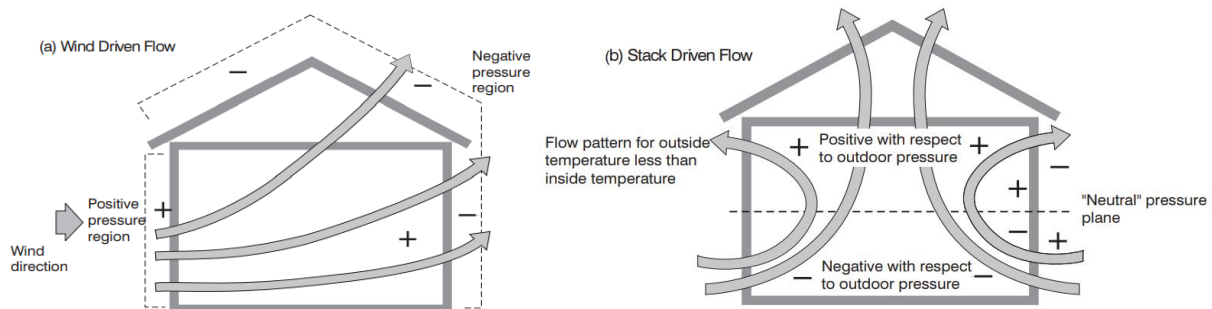 (a) Wind Driven Flow
Negative
pressure
region
Positive
pressure
region
Wind
direction
−
−
+
−
+
(b) Stack Driven Flow
Flow pattern for outside
temperature less than
inside temperature
+ Positive with respect +
to outdoor pressure
−
+
"Neutral" pressure
plane
−
+
Negative with respect
− to outdoor pressure −